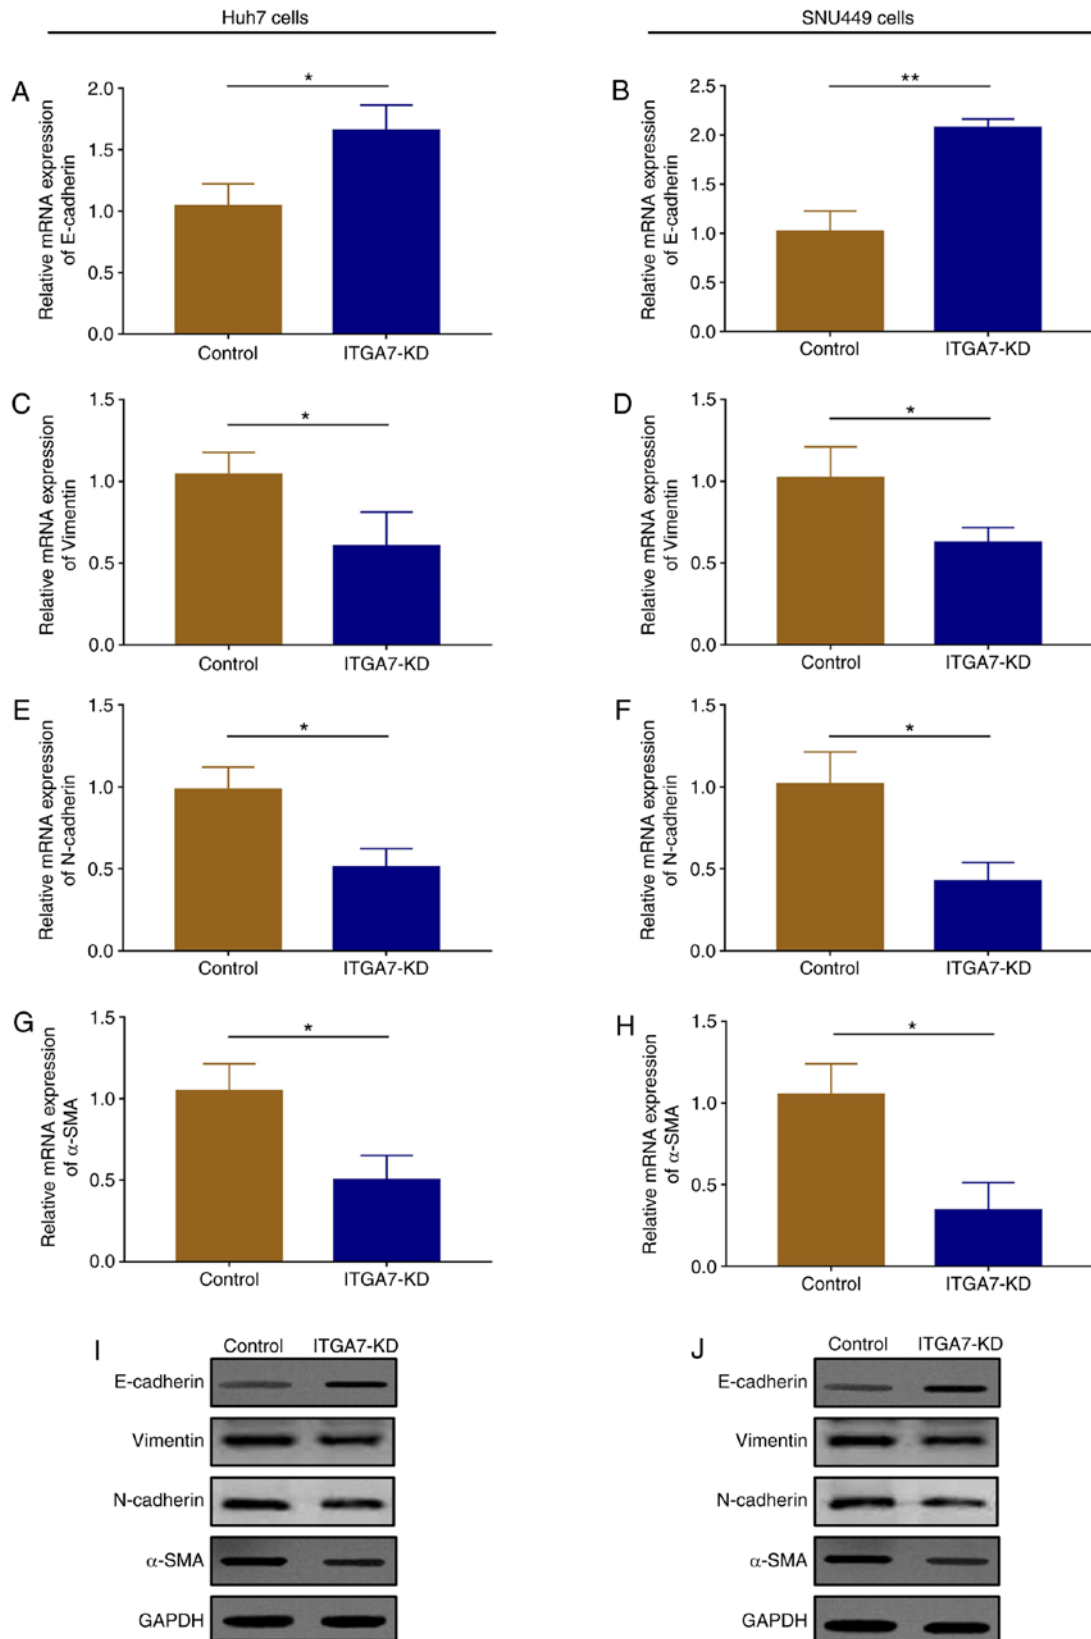 Huh7 cells
SNU449 cells
A
Relative mRNA expression
of E-cadherin
2.0
1.5
1.0
0.5
0.0
*
Control
ITGA7-KD
B
Relative mRNA expression
of E-cadherin
2.5
2.0
1.5
1.0
0.5
0.0
**
Control
ITGA7-KD
C
Relative mRNA expression
of Vimentin
1.5
1.0
0.5
0.0
*
Control
ITGA7-KD
D
Relative mRNA expression
of Vimentin
1.5
1.0
0.5
0.0
*
Control
ITGA7-KD
E
Relative mRNA expression
of N-cadherin
1.5
1.0
0.5
0.0
*
Control
ITGA7-KD
F
Relative mRNA expression
of N-cadherin
1.5
1.0
0.5
0.0
*
Control
ITGA7-KD
G
Relative mRNA expression
of α-SMA
1.5
1.0
0.5
0.0
*
Control
ITGA7-KD
H
Relative mRNA expression
of α-SMA
1.5
1.0
0.5
0.0
*
Control
ITGA7-KD
I
Control ITGA7-KD
E-cadherin
Vimentin
N-cadherin
α-SMA
GAPDH
J
Control ITGA7-KD
E-cadherin
Vimentin
N-cadherin
α-SMA
GAPDH